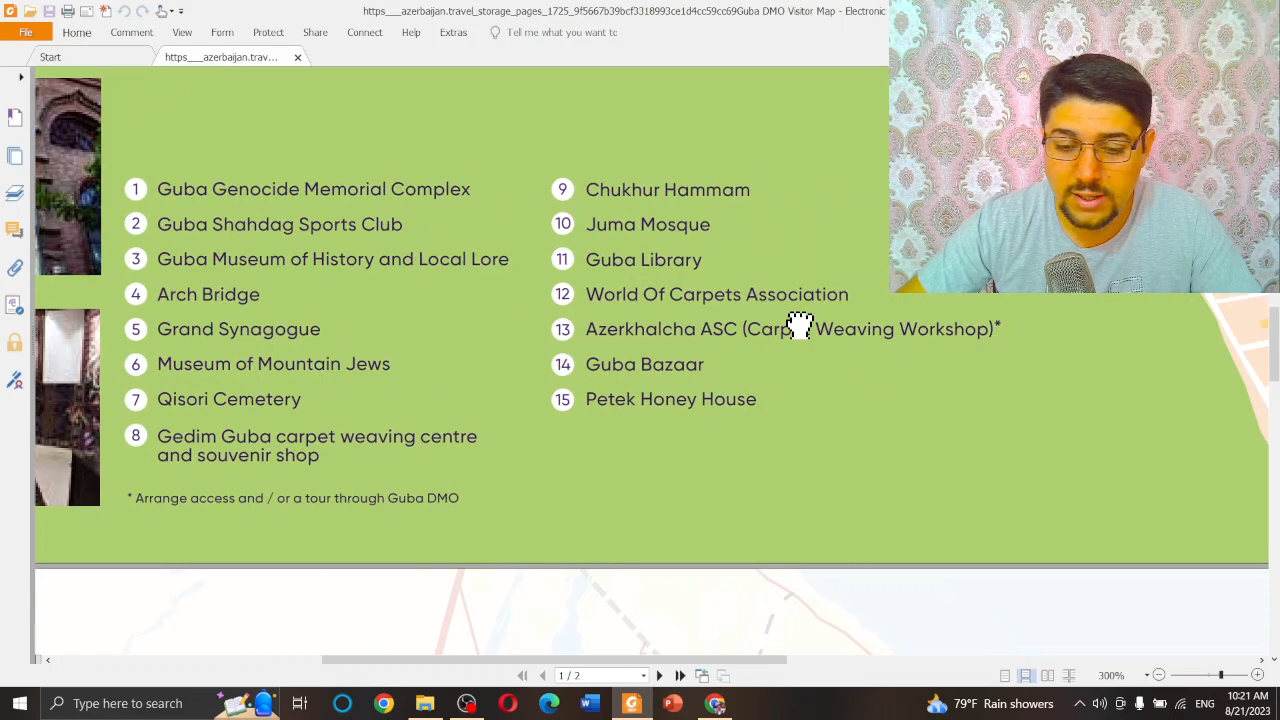 https___azerbaijan.travel_storage_pages_1725_9f5667b39bcf3318993ce1d4cc59cc69Guba DMO Visitor Map - Electronic
File Home Comment View Form Protect Share Connect Help Extras Tell me what you want to
Start https___azerbaijan.trav...
1 Guba Genocide Memorial Complex
2 Guba Shahdag Sports Club
3 Guba Museum of History and Local Lore
4 Arch Bridge
5 Grand Synagogue
6 Museum of Mountain Jews
7 Qisori Cemetery
8 Gedim Guba carpet weaving centre
and souvenir shop
* Arrange access and / or a tour through Guba DMO
9 Chukhur Hammam
10 Juma Mosque
11 Guba Library
12 World Of Carpets Association
13 Azerkhalcha ASC (Carp Weaving Workshop)*
14 Guba Bazaar
15 Petek Honey House
1 / 2 300%
Type here to search 79°F Rain showers ENG 10:21 AM
8/21/2023